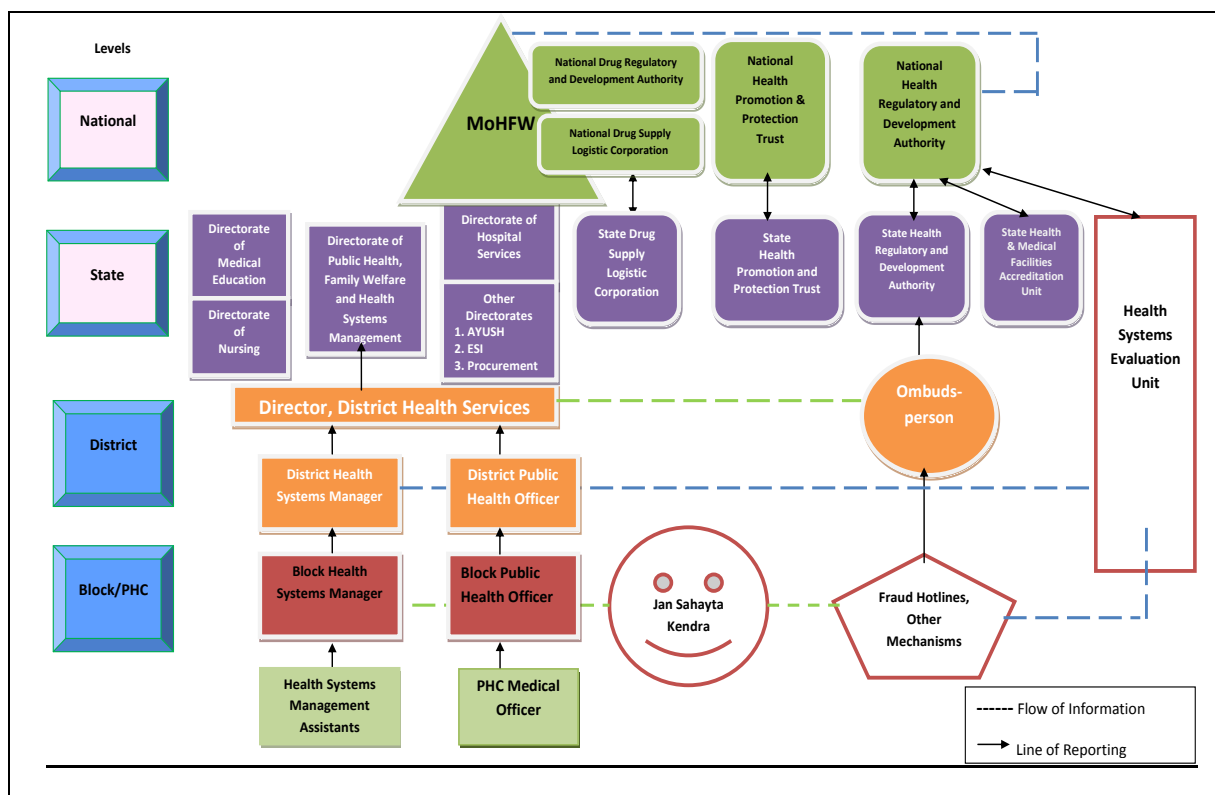 Levels
National
MoHFW
National Drug Regulatory
and Development Authority
National Drug Supply
Logistic Corporation
National
Health
Promotion &
Protection
Trust
National
Health
Regulatory and
Development
Authority
State
Directorate
of
Medical
Education
Directorate
of
Nursing
Directorate of
Public Health,
Family Welfare
and Health
Systems
Management
Directorate of
Hospital
Services
Other
Directorates
1. AYUSH
2. ESI
3. Procurement
State Drug
Supply
Logistic
Corporation
State
Health
Promotion and
Protection Trust
State Health
Regulatory and
Development
Authority
State Health
& Medical
Facilities
Accreditation
Unit
Health
Systems
Evaluation
Unit
District
Director, District Health Services
Ombuds-
person
District Health
Systems Manager
District Public
Health Officer
Block/PHC
Block Health
Systems Manager
Block Public
Health Officer
Jan Sahayta
Kendra
Fraud Hotlines,
Other
Mechanisms
Health Systems
Management
Assistants
PHC Medical
Officer
Flow of Information
Line of Reporting